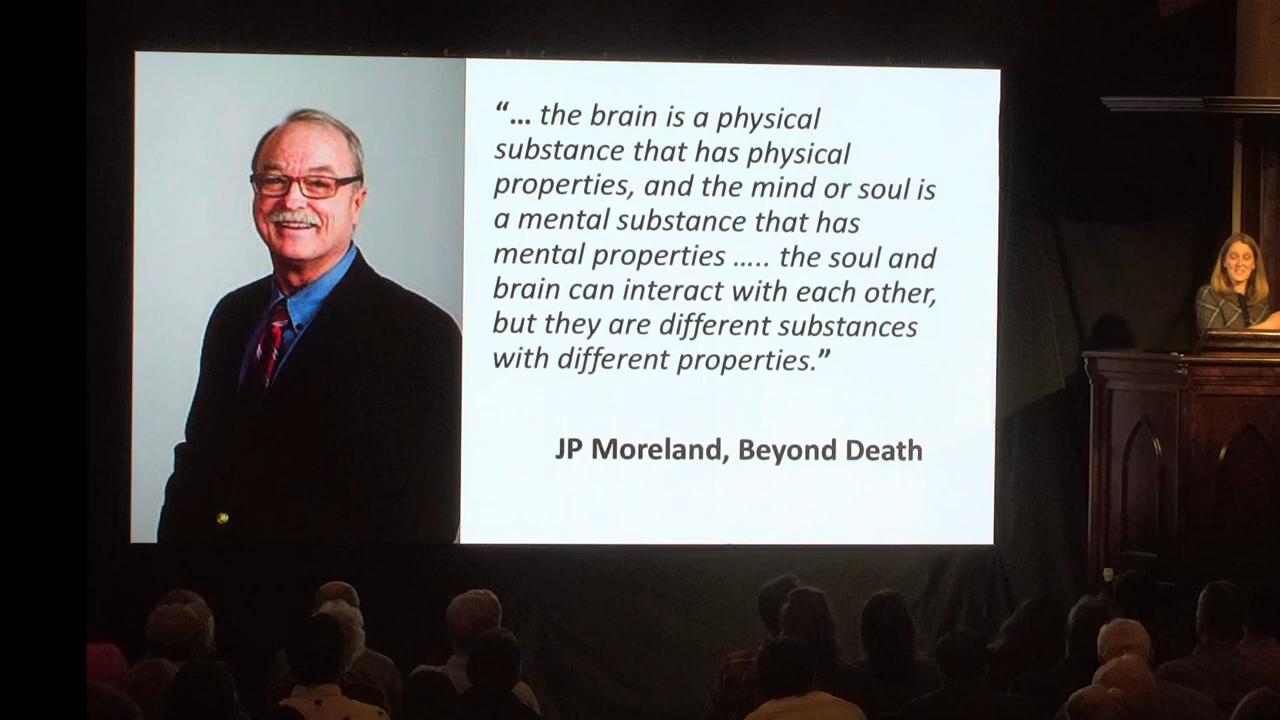 “... the brain is a physical
substance that has physical
properties, and the mind or soul is
a mental substance that has
mental properties ..... the soul and
brain can interact with each other,
but they are different substances
with different properties.”
JP Moreland, Beyond Death